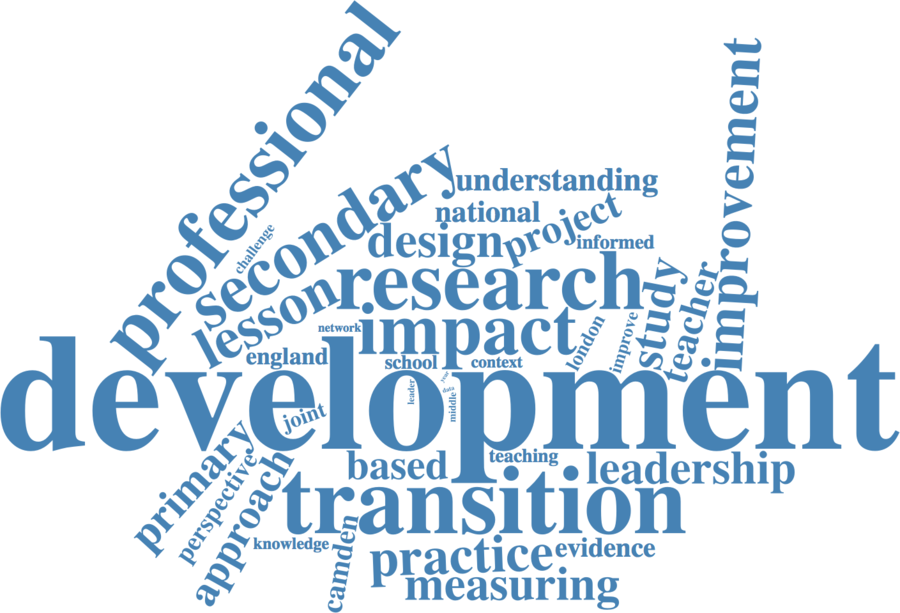 professional
improvement
secondary
understanding
national
project
challenge
design
informed
research
lesson
study
teacher
impact
network
london
improve
england
school
context
development
year
leader
data
middle
joint
primary
based
teaching
leadership
perspective
approach
transition
knowledge
camden
practice
evidence
measuring